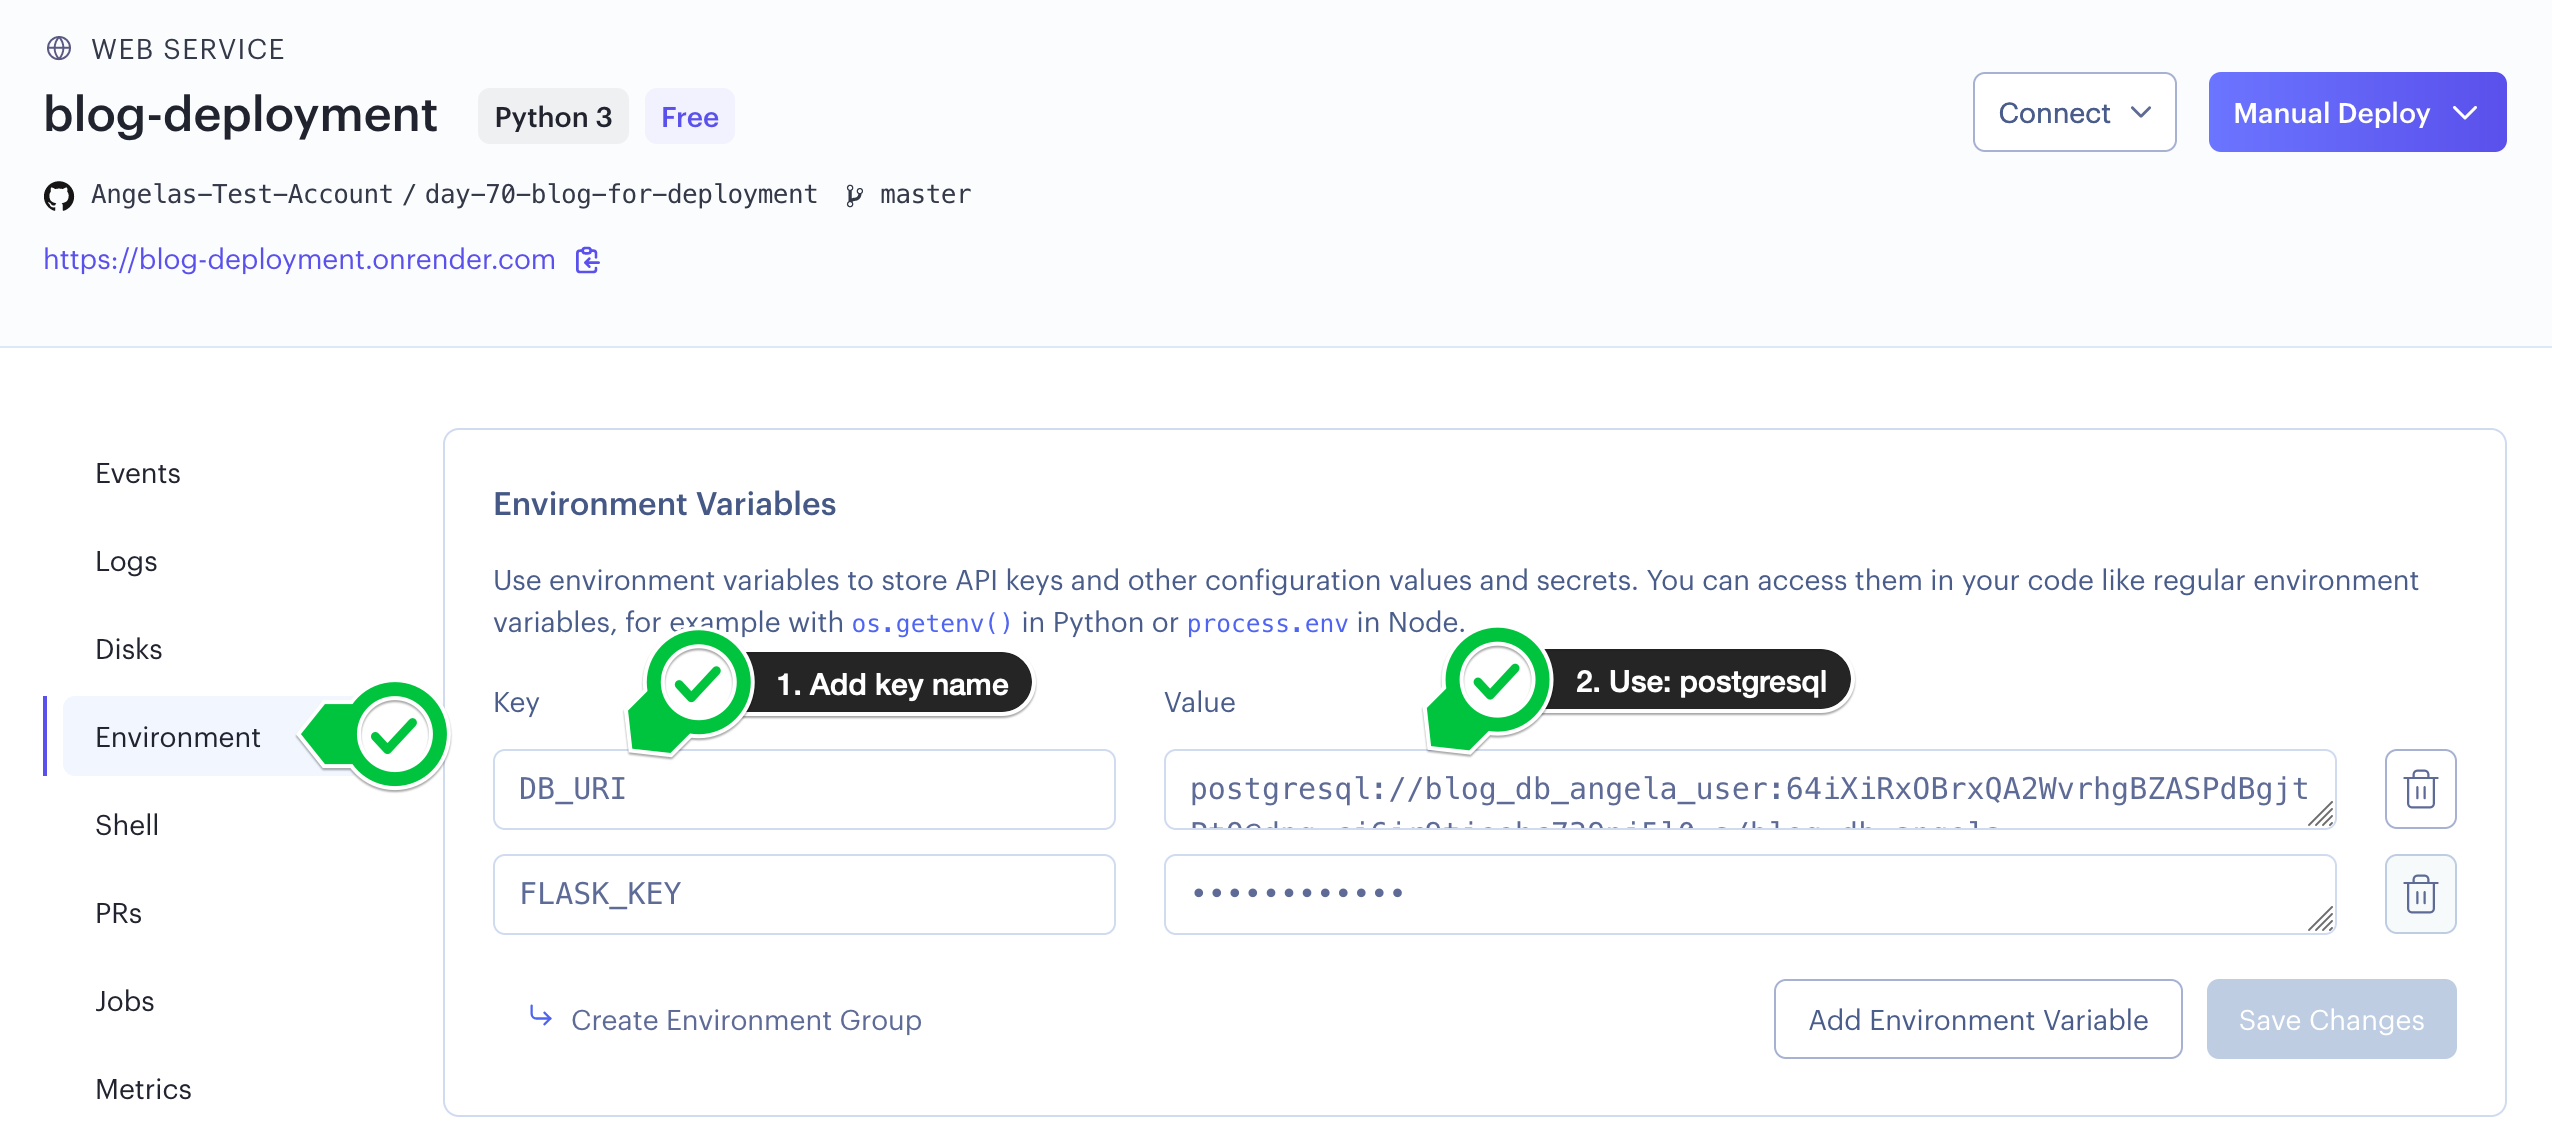 WEB SERVICE
blog-deployment Python 3 Free
Connect Manual Deploy
Angelas-Test-Account / day-70-blog-for-deployment master
https://blog-deployment.onrender.com
Events
Logs
Disks
Environment
Shell
PRs
Jobs
Metrics
Environment Variables
Use environment variables to store API keys and other configuration values and secrets. You can access them in your code like regular environment
variables, for example with os.getenv() in Python or process.env in Node.
1. Add key name
2. Use: postgresql
Key Value
DB_URI postgresql://blog_db_angela_user:64iXiRxOBrxQA2WvrhgBZASPdBgjt
FLASK_KEY ••••••••••••
Create Environment Group Add Environment Variable Save Changes